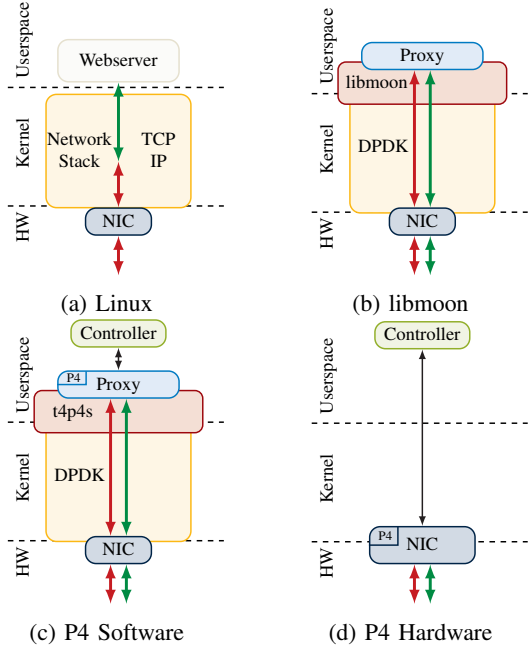 Userspace
Kernel
HW
Webserver
Network
Stack
TCP
IP
NIC
(a) Linux
Userspace
Kernel
HW
Proxy
libmoon
DPDK
NIC
(b) libmoon
Userspace
Kernel
HW
Controller
P4
Proxy
t4p4s
DPDK
NIC
(c) P4 Software
Userspace
Kernel
HW
Controller
P4
NIC
(d) P4 Hardware